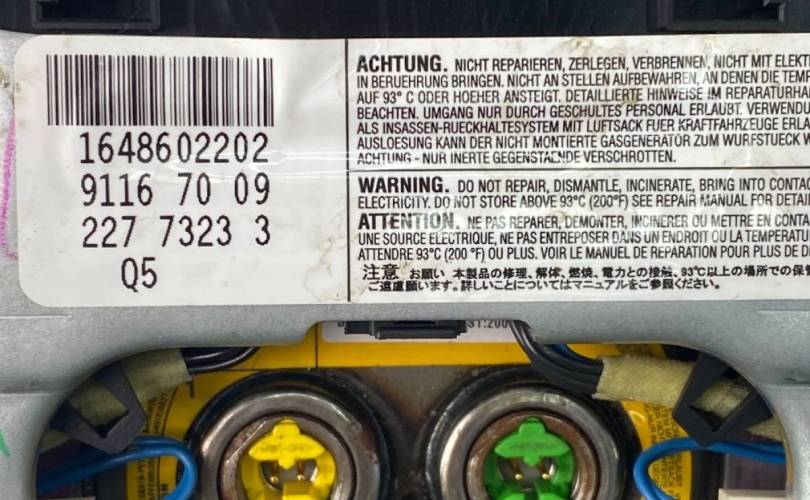 1648602202
9116 70 09
227 7323 3
Q5
ACHTUNG. NICHT REPARIEREN, ZERLEGEN, VERBRENNEN, NICHT MIT ELEKT
IN BERUEHRUNG BRINGEN. NICHT AN STELLEN AUFBEWAHREN, AN DENEN DIE TEMP
AUF 93° C ODER HOEHER ANSTEIGT. DETAILLIERTE HINWEISE IM REPARATURHA
BEACHTEN. UMGANG NUR DURCH GESCHULTES PERSONAL ERLAUBT. VERWENDU
ALS INSASSEN-RUECKHALTESYSTEM MIT LUFTSACK FUER KRAFTFAHRZEUGE ERLA
AUSLOESUNG KANN DER NICHT MONTIERTE GASGENERATOR ZUM WURFSTUECK W
ACHTUNG - NUR INERTE GEGENSTAENDE VERSCHROTTEN.
WARNING. DO NOT REPAIR, DISMANTLE, INCINERATE, BRING INTO CONTAC
ELECTRICITY. DO NOT STORE ABOVE 93°C (200°F) SEE REPAIR MANUAL FOR DETAI
ATTENTION. NE PAS REPARER, DEMONTER, INCINERER OU METTRE EN CONTA
UNE SOURCE ELECTRIQUE, NE PAS ENTREPOSER DANS UN ENDROIT OU LA TEMPERATU
ATTENDRE 93°C (200 °F) OU PLUS. VOIR LE MANUEL DE REPARATION POUR PLUS DE D
注意 お願い 本製品の修理、解体、燃焼、電力との接触、93℃以上の場所での保管
ご遠慮願います。詳しいことについてはマニュアルをご参照ください。